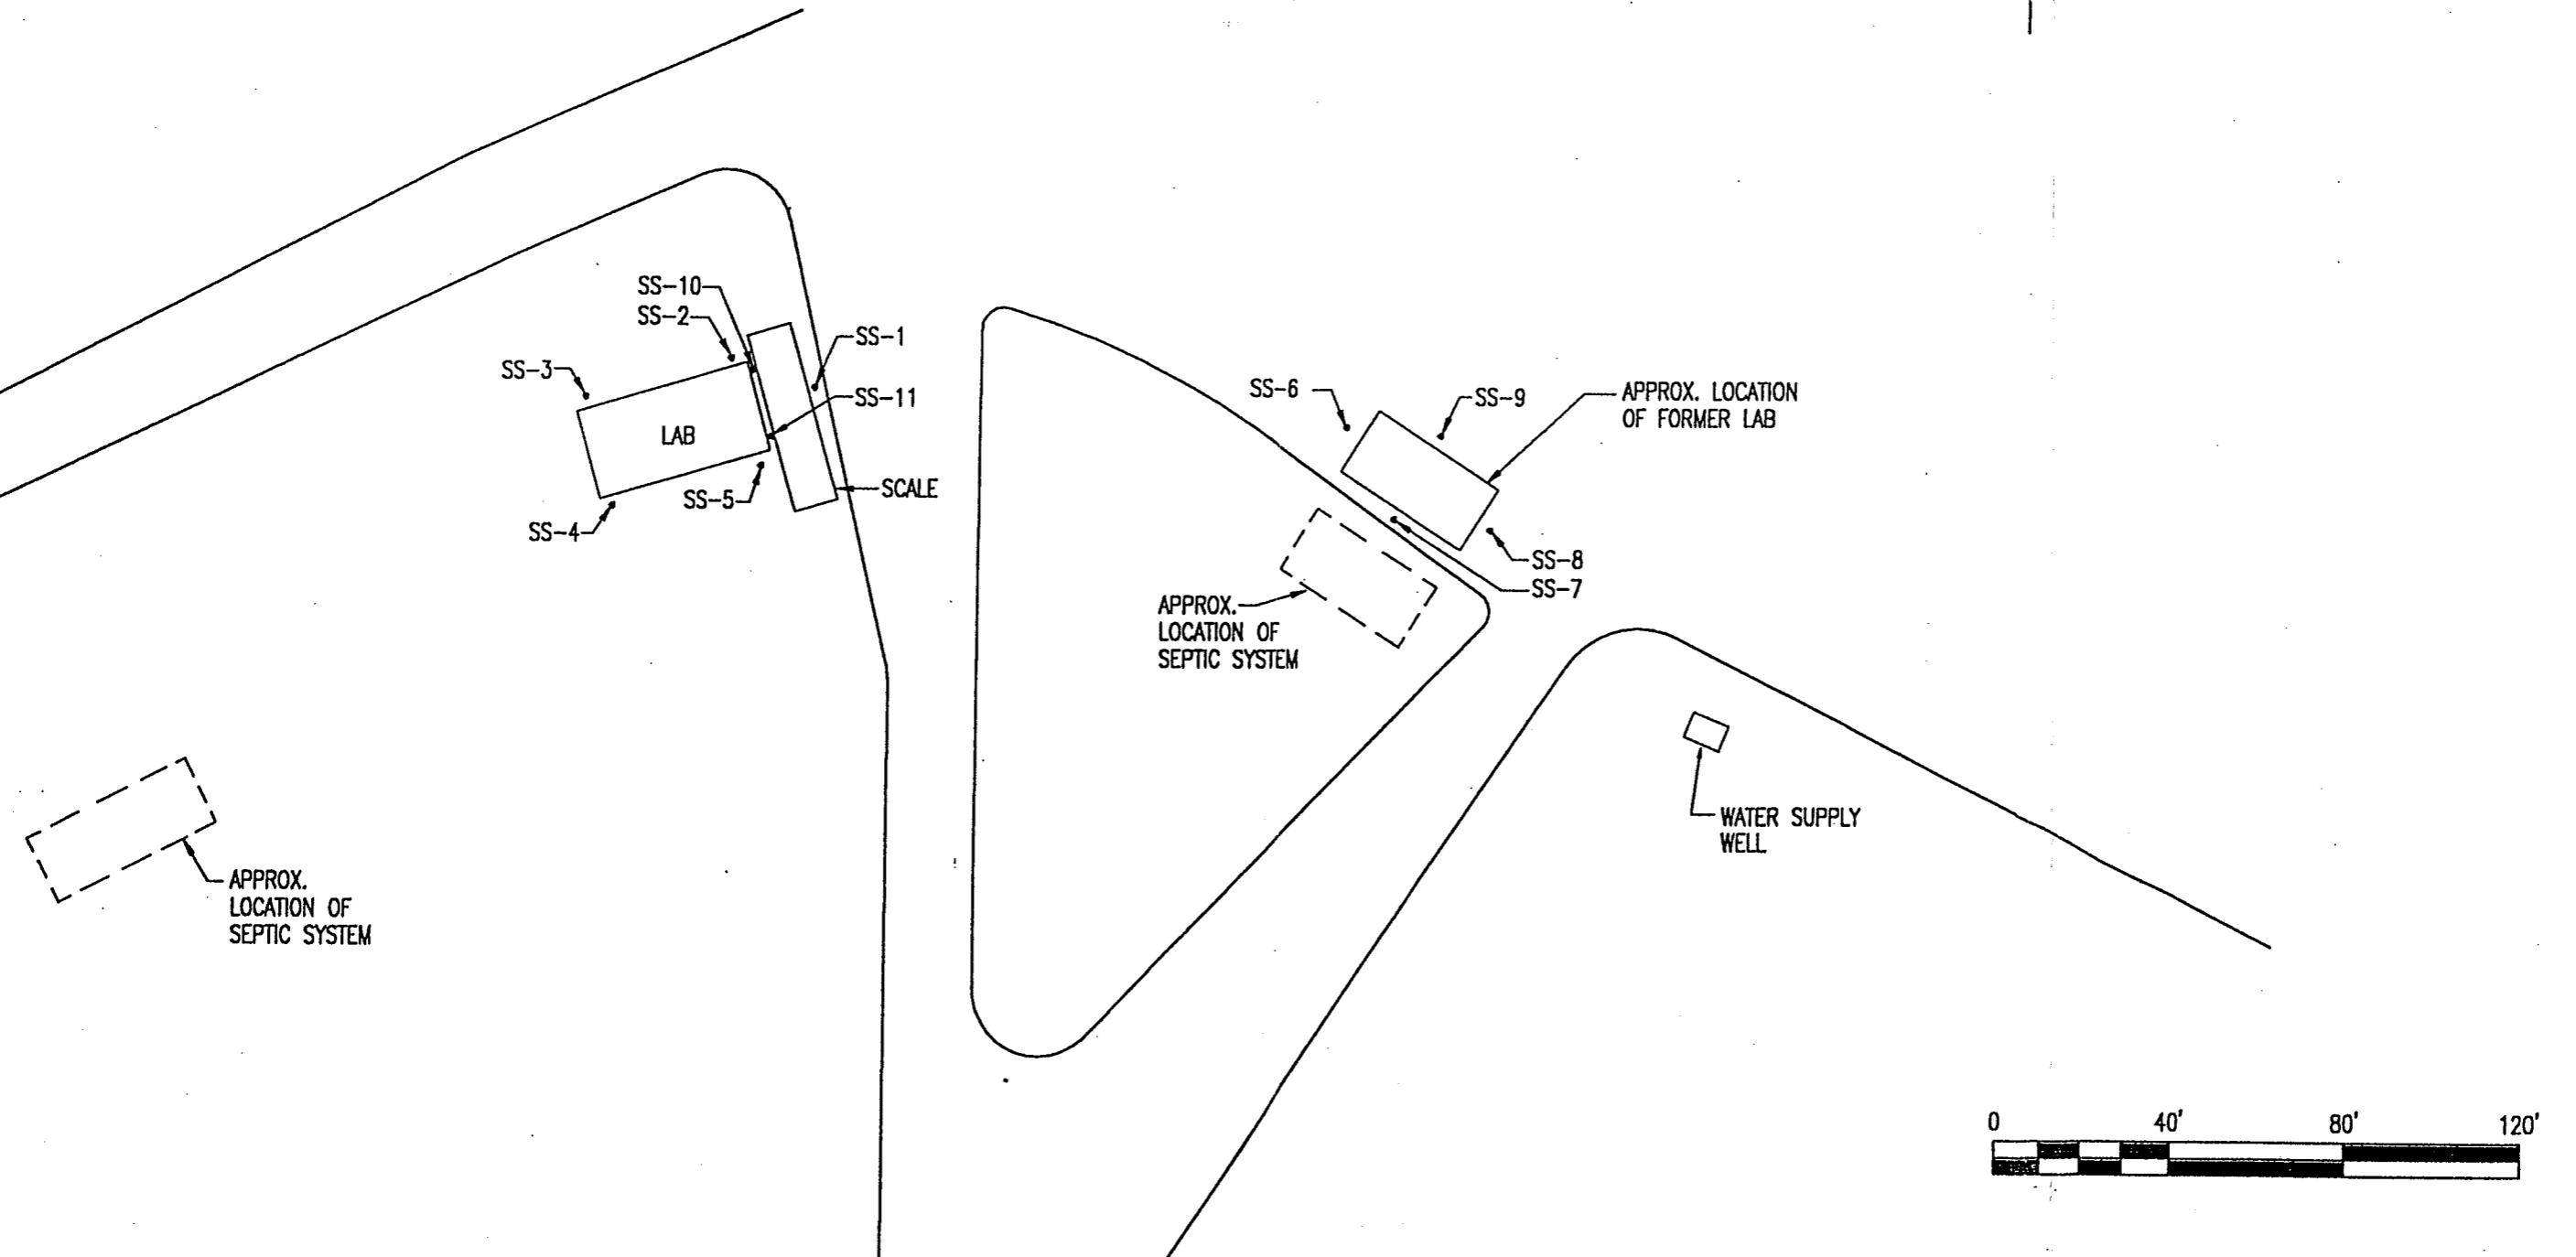 SS-10
SS-2
SS-1
SS-3
SS-11
LAB
SS-5
SCALE
SS-4
SS-6
SS-9
APPROX. LOCATION
OF FORMER LAB
SS-8
SS-7
APPROX.
LOCATION OF
SEPTIC SYSTEM
WATER SUPPLY
WELL
APPROX.
LOCATION OF
SEPTIC SYSTEM
0 40' 80' 120'